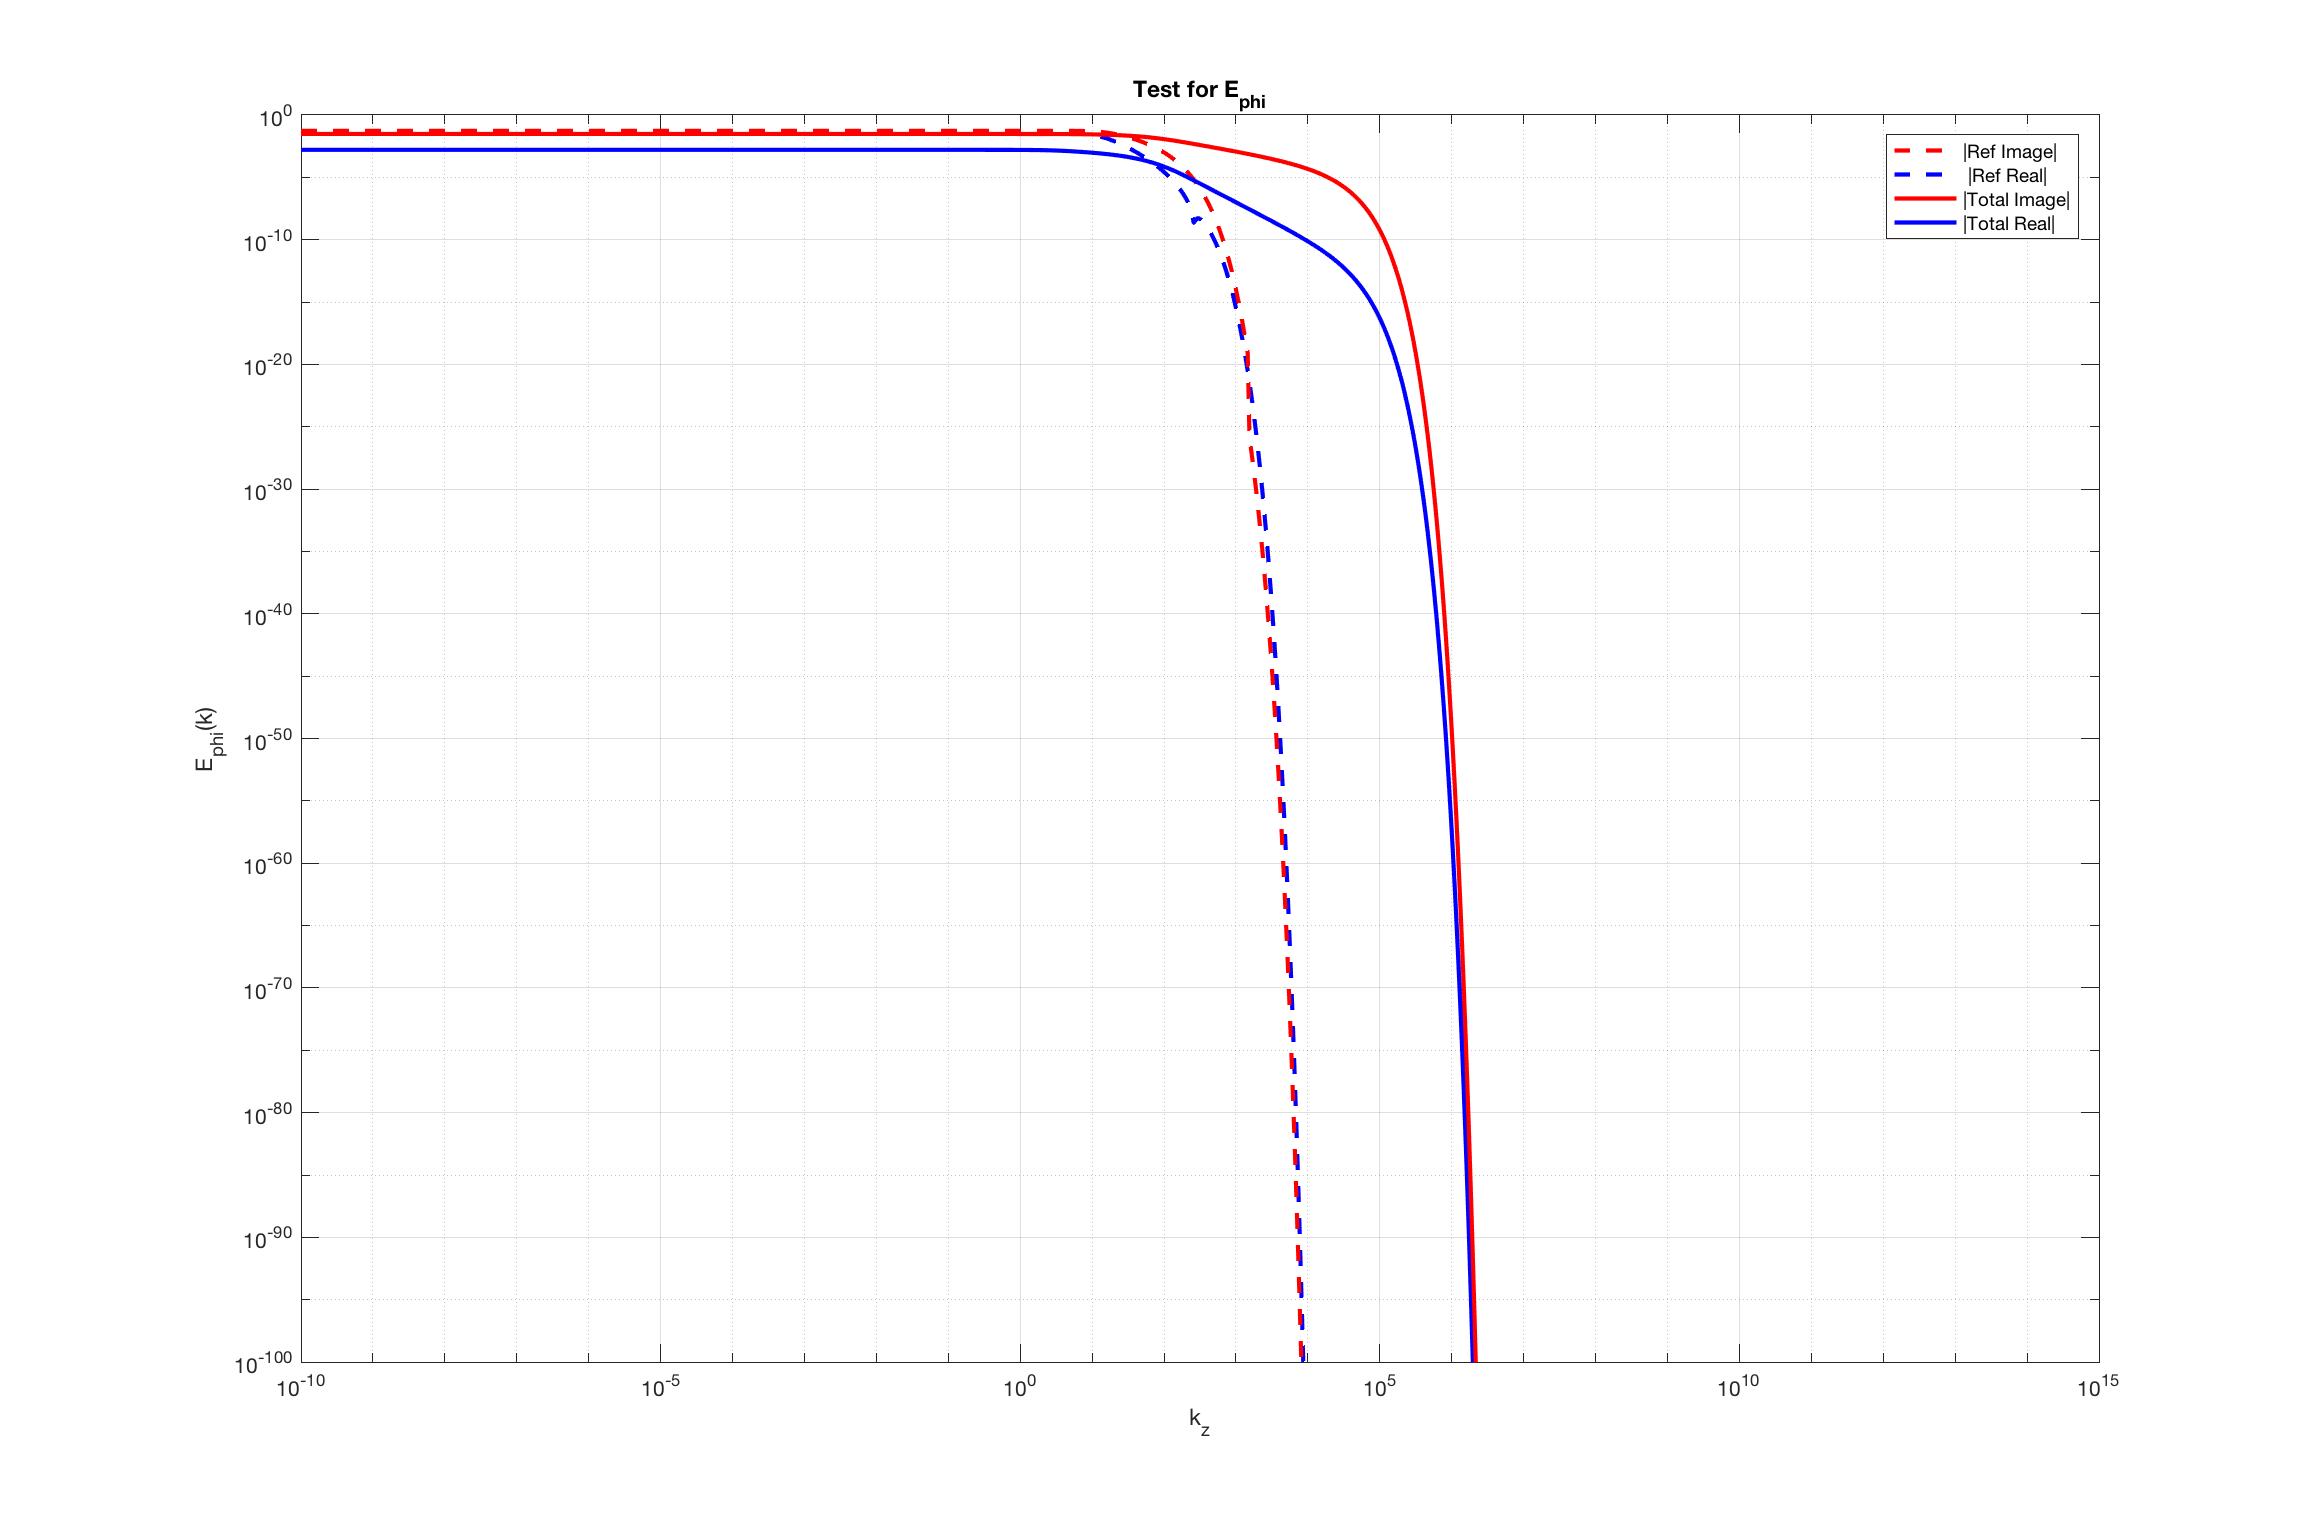 Test for E_phi
10^0
10^-10
10^-20
10^-30
10^-40
10^-50
10^-60
10^-70
10^-80
10^-90
10^-100
E_phi(k)
10^-10
10^-5
10^0
10^5
10^10
10^15
k_z
|Ref Image|
|Ref Real|
|Total Image|
|Total Real|